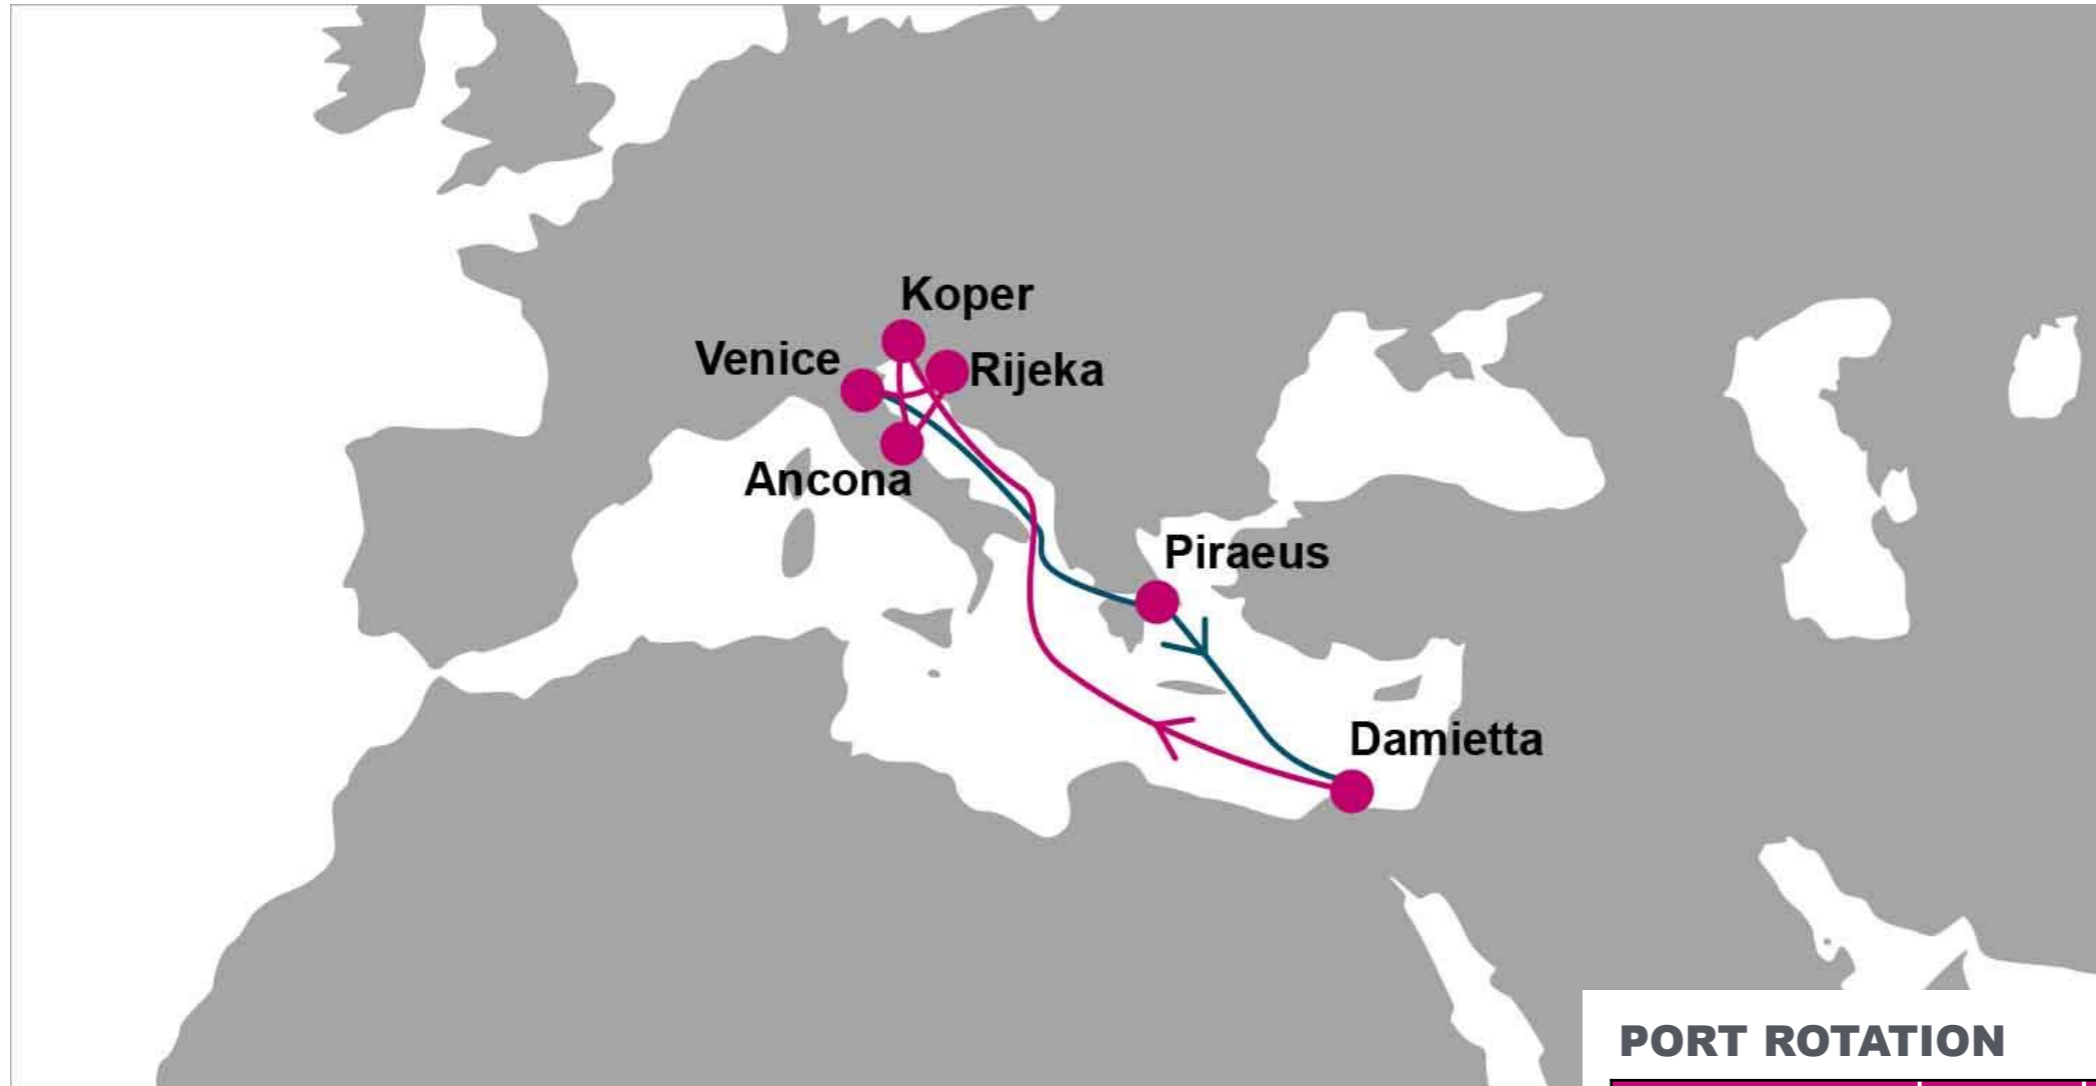 Koper
Venice
Rijeka
Ancona
Piraeus
Damietta
PORT ROTATION